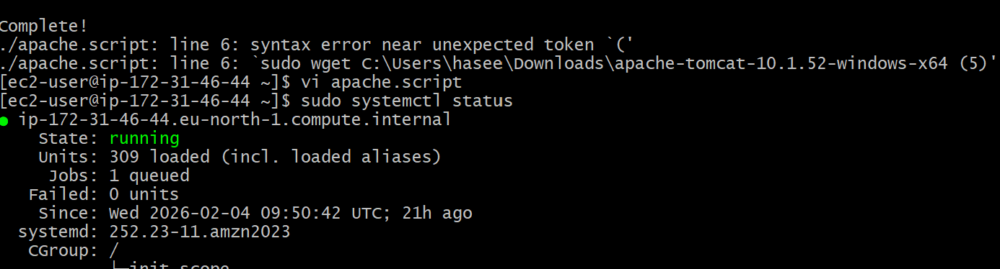 Complete!
./apache.script: line 6: syntax error near unexpected token `('
./apache.script: line 6: `sudo wget C:\Users\hasee\Downloads\apache-tomcat-10.1.52-windows-x64 (5)'
[ec2-user@ip-172-31-46-44 ~]$ vi apache.script
[ec2-user@ip-172-31-46-44 ~]$ sudo systemctl status
● ip-172-31-46-44.eu-north-1.compute.internal
    State: running
    Units: 309 loaded (incl. loaded aliases)
     Jobs: 1 queued
   Failed: 0 units
    Since: Wed 2026-02-04 09:50:42 UTC; 21h ago
  systemd: 252.23-11.amzn2023
   CGroup: /
           └─init.scope